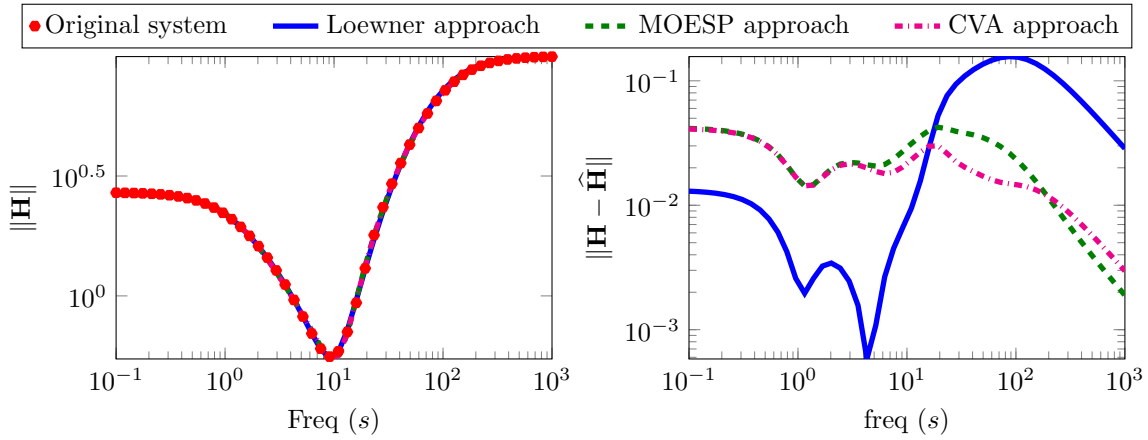 Original system Loewner approach MOESP approach CVA approach
10^0.5
10^0
‖H‖
10^−1 10^0 10^1 10^2 10^3
Freq (s)
10^−1
10^−2
10^−3
‖H − Ĥ‖
10^−1 10^0 10^1 10^2 10^3
freq (s)